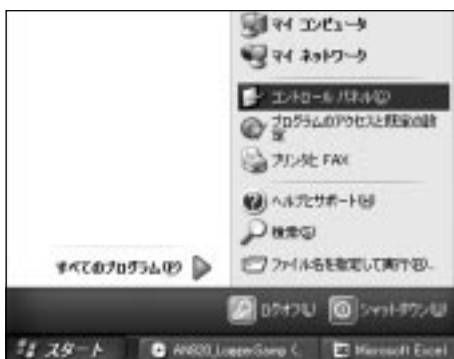 マイ コンピュータ
マイ ネットワーク
コントロール パネル(C)
プログラムのアクセスと既定の設定
プリンタと FAX
ヘルプとサポート(H)
検索(S)
ファイル名を指定して実行(R)...
すべてのプログラム(P)
ログオフ(L)
シャットダウン(U)
スタート
Microsoft Excel